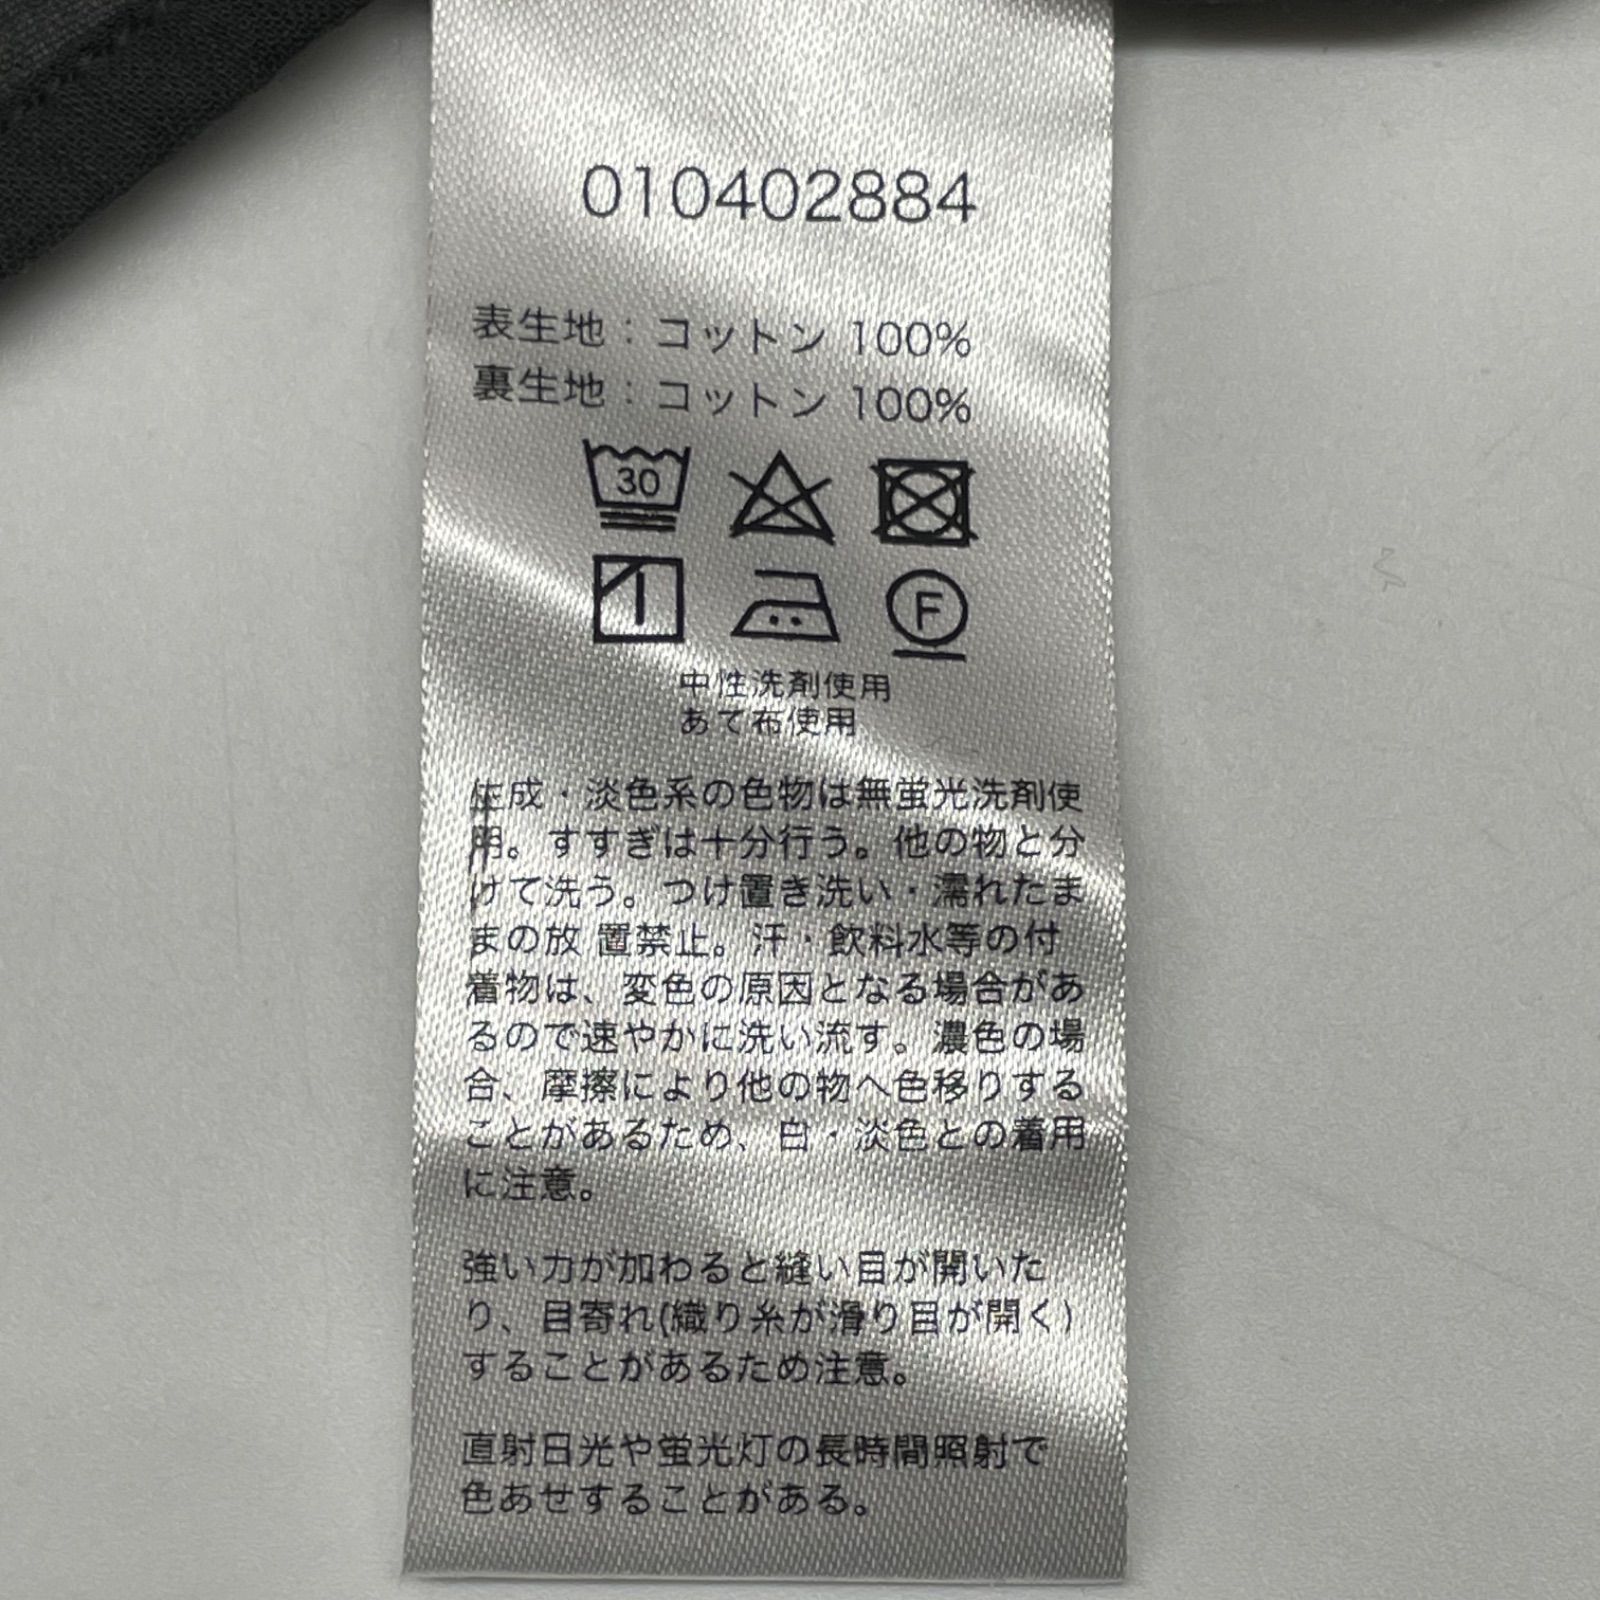 010402884
表生地：コットン 100%
裏生地：コットン 100%
30
F
中性洗剤使用
あて布使用
生成・淡色系の色物は無蛍光洗剤使
用。すすぎは十分行う。他の物と分
けて洗う。つけ置き洗い・濡れたま
まの放 置禁止。汗・飲料水等の付
着物は、変色の原因となる場合があ
るので速やかに洗い流す。濃色の場
合、摩擦により他の物へ色移りする
ことがあるため、白・淡色との着用
に注意。
強い力が加わると縫い目が開いた
り、目寄れ(織り糸が滑り目が開く)
することがあるため注意。
直射日光や蛍光灯の長時間照射で
色あせすることがある。